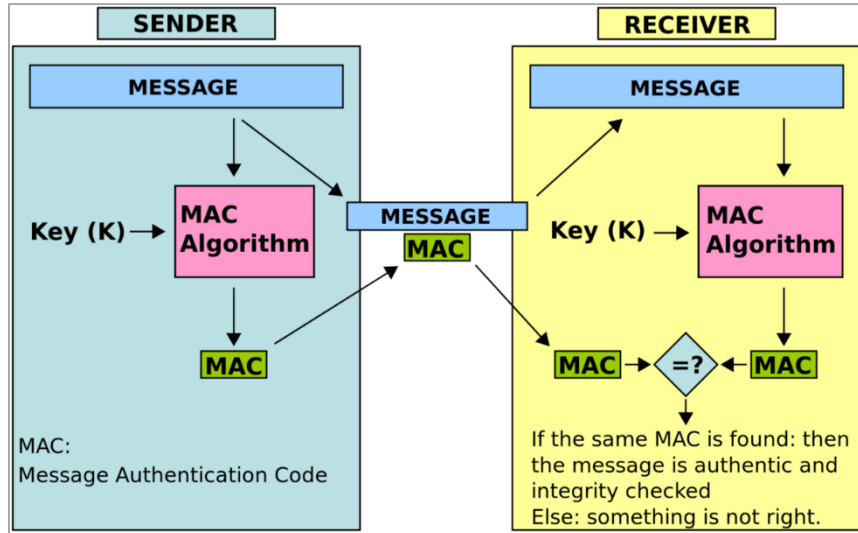 SENDER
RECEIVER
MESSAGE
MESSAGE
MESSAGE
MAC
Key (K)
MAC
Algorithm
Key (K)
MAC
Algorithm
MAC
MAC
=?
MAC
MAC:
Message Authentication Code
If the same MAC is found: then
the message is authentic and
integrity checked
Else: something is not right.